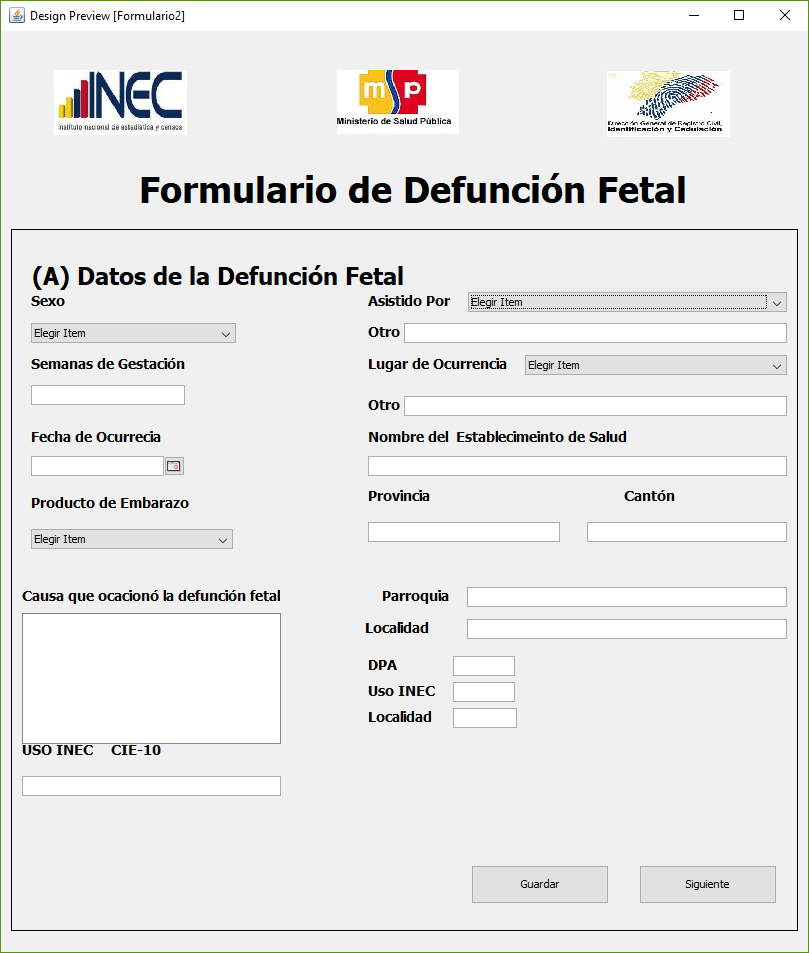 Design Preview [Formulario2]
INEC
instituto nacional de estadística y censos
msp
Ministerio de Salud Pública
Dirección General de Registro Civil,
Identificación y Cedulación
Formulario de Defunción Fetal
(A) Datos de la Defunción Fetal
Sexo
Elegir Item
Semanas de Gestación
Fecha de Ocurrecia
Producto de Embarazo
Elegir Item
Causa que ocacionó la defunción fetal
USO INEC CIE-10
Asistido Por
Elegir Item
Otro
Lugar de Ocurrencia
Elegir Item
Otro
Nombre del Establecimeinto de Salud
Provincia
Cantón
Parroquia
Localidad
DPA
Uso INEC
Localidad
Guardar
Siguiente